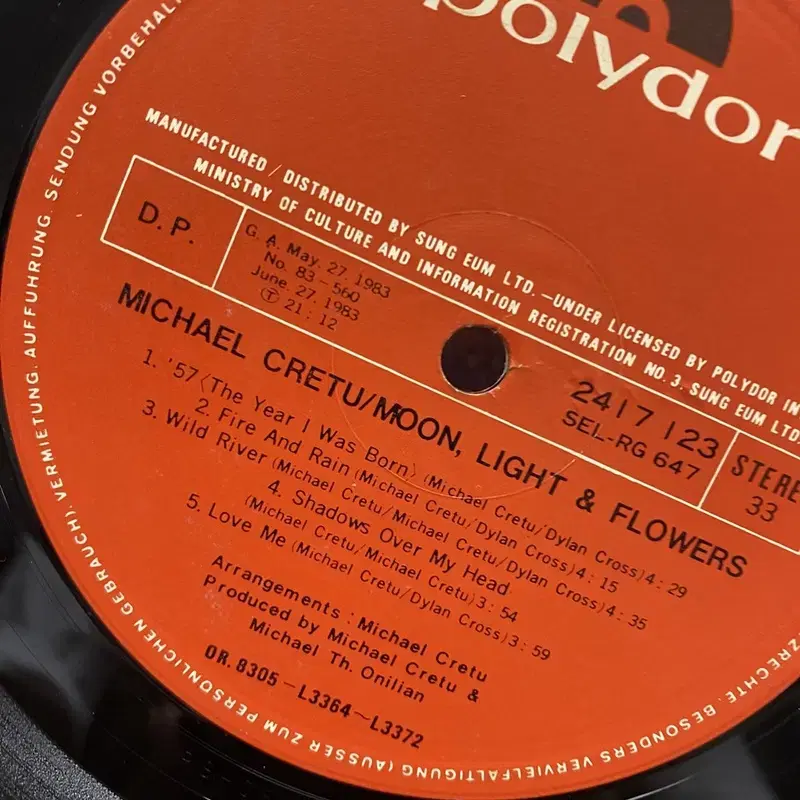 polydor
MANUFACTURED / DISTRIBUTED BY SUNG EUM LTD.—UNDER LICENSED BY POLYDOR IN
MINISTRY OF CULTURE AND INFORMATION REGISTRATION NO. 3. SUNG EUM LTD
D.P.
G. A. May. 27. 1983
No. 83-560
June. 27. 1983
Ⓟ 21 : 12
2417 123
SEL-RG 647
STERE
33
MICHAEL CRETU/MOON, LIGHT & FLOWERS
1. '57〈The Year I Was Born〉(Michael Cretu/Dylan Cross)4 : 29
2. Fire And Rain (Michael Cretu/Dylan Cross)4 : 15
3. Wild River (Michael Cretu/Michael Cretu/Dylan Cross)4 : 35
4. Shadows Over My Head
(Michael Cretu/Michael Cretu)3 : 54
5. Love Me (Michael Cretu/Dylan Cross)3 : 59
Arrangements : Michael Cretu
Produced by Michael Cretu &
Michael Th. Onilian
OR. 8305-L3364~L3372
ZRECHTE. BESONDERS VERVIELFÄLTIGUNG (AUSSER ZUM PERSÖNLICHEN GEBRAUCH), VERMIETUNG. AUFFÜHRUNG. SENDUNG VORBEHALT